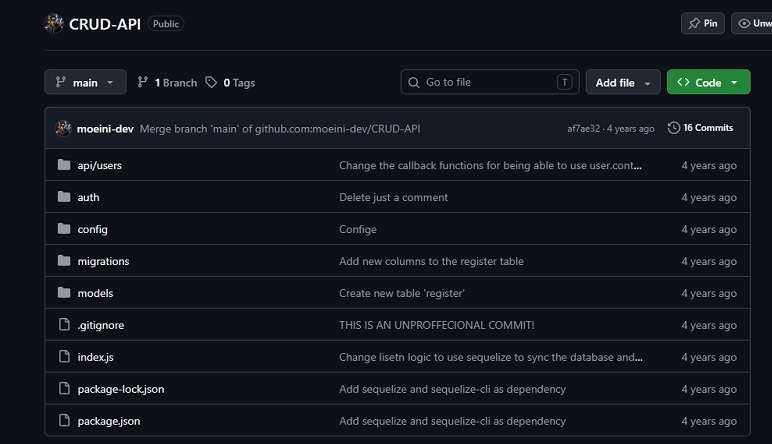 CRUD-API Public Pin Unw
main 1 Branch 0 Tags Go to file T Add file Code
moeini-dev Merge branch 'main' of github.com:moeini-dev/CRUD-API af7ae32 · 4 years ago 16 Commits
api/users Change the callback functions for being able to use user.cont... 4 years ago
auth Delete just a comment 4 years ago
config Confige 4 years ago
migrations Add new columns to the register table 4 years ago
models Create new table 'register' 4 years ago
.gitignore THIS IS AN UNPROFFECIONAL COMMIT! 4 years ago
index.js Change lisetn logic to use sequelize to sync the database and... 4 years ago
package-lock.json Add sequelize and sequelize-cli as dependency 4 years ago
package.json Add sequelize and sequelize-cli as dependency 4 years ago